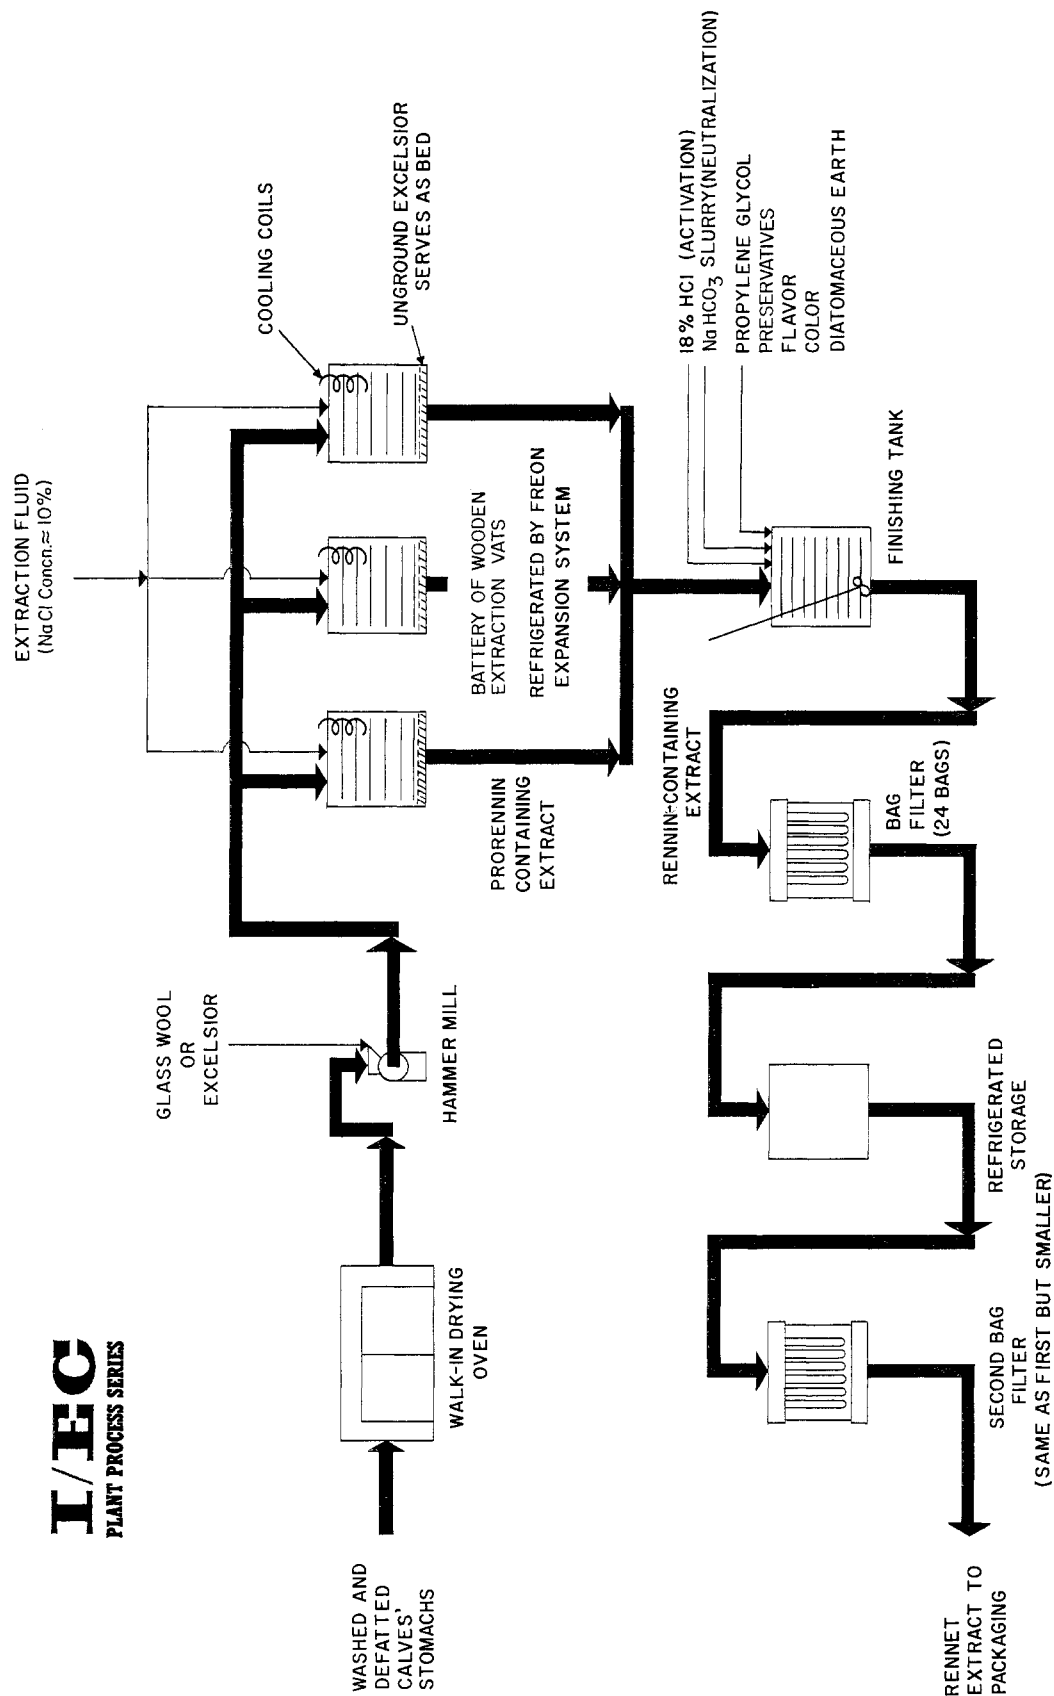 I/EC
PLANT PROCESS SERIES
EXTRACTION FLUID
(NaCl Concn.≈10%)
GLASS WOOL
OR
EXCELSIOR
COOLING COILS
UNGROUND EXCELSIOR
SERVES AS BED
WASHED AND
DEFATTED
CALVES'
STOMACHS
WALK-IN DRYING
OVEN
HAMMER MILL
PRORENNIN
CONTAINING
EXTRACT
BATTERY OF WOODEN
EXTRACTION VATS
REFRIGERATED BY FREON
EXPANSION SYSTEM
18% HCl (ACTIVATION)
NaHCO3 SLURRY(NEUTRALIZATION)
PROPYLENE GLYCOL
PRESERVATIVES
FLAVOR
COLOR
DIATOMACEOUS EARTH
FINISHING TANK
RENNIN-CONTAINING
EXTRACT
BAG
FILTER
(24 BAGS)
REFRIGERATED
STORAGE
SECOND BAG
FILTER
(SAME AS FIRST BUT SMALLER)
RENNET
EXTRACT TO
PACKAGING